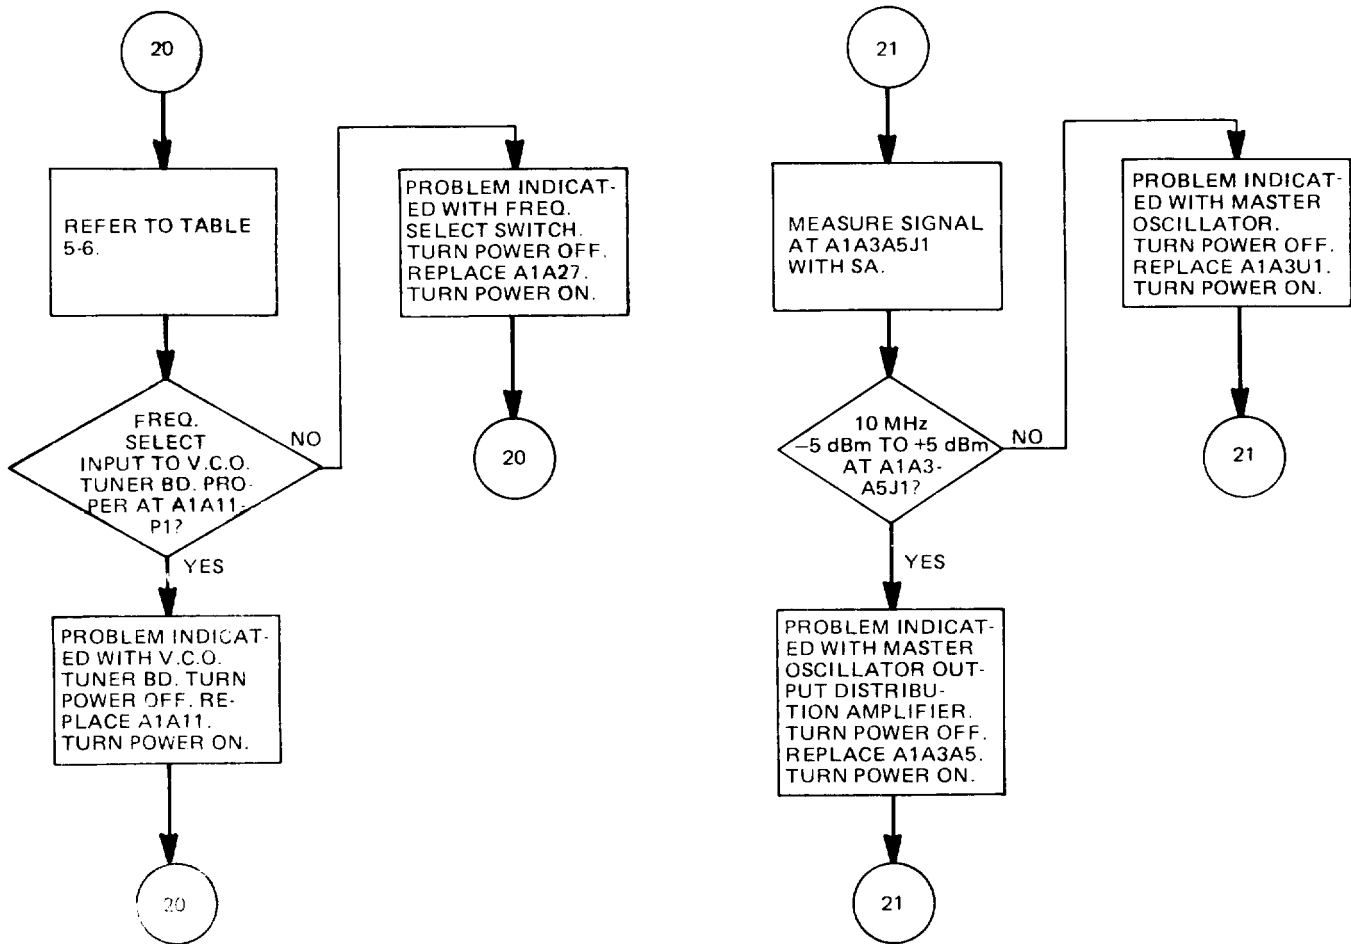 20
REFER TO TABLE
5-6.
FREQ.
SELECT
INPUT TO V.C.O.
TUNER BD. PRO-
PER AT A1A11-
P1?
NO
PROBLEM INDICAT-
ED WITH FREQ.
SELECT SWITCH.
TURN POWER OFF.
REPLACE A1A27.
TURN POWER ON.
20
YES
PROBLEM INDICAT-
ED WITH V.C.O.
TUNER BD. TURN
POWER OFF. RE-
PLACE A1A11.
TURN POWER ON.
20
21
MEASURE SIGNAL
AT A1A3A5J1
WITH SA.
10 MHz
–5 dBm TO +5 dBm
AT A1A3-
A5J1?
NO
PROBLEM INDICAT-
ED WITH MASTER
OSCILLATOR.
TURN POWER OFF.
REPLACE A1A3U1.
TURN POWER ON.
21
YES
PROBLEM INDICAT-
ED WITH MASTER
OSCILLATOR OUT-
PUT DISTRIBU-
TION AMPLIFIER.
TURN POWER OFF.
REPLACE A1A3A5.
TURN POWER ON.
21